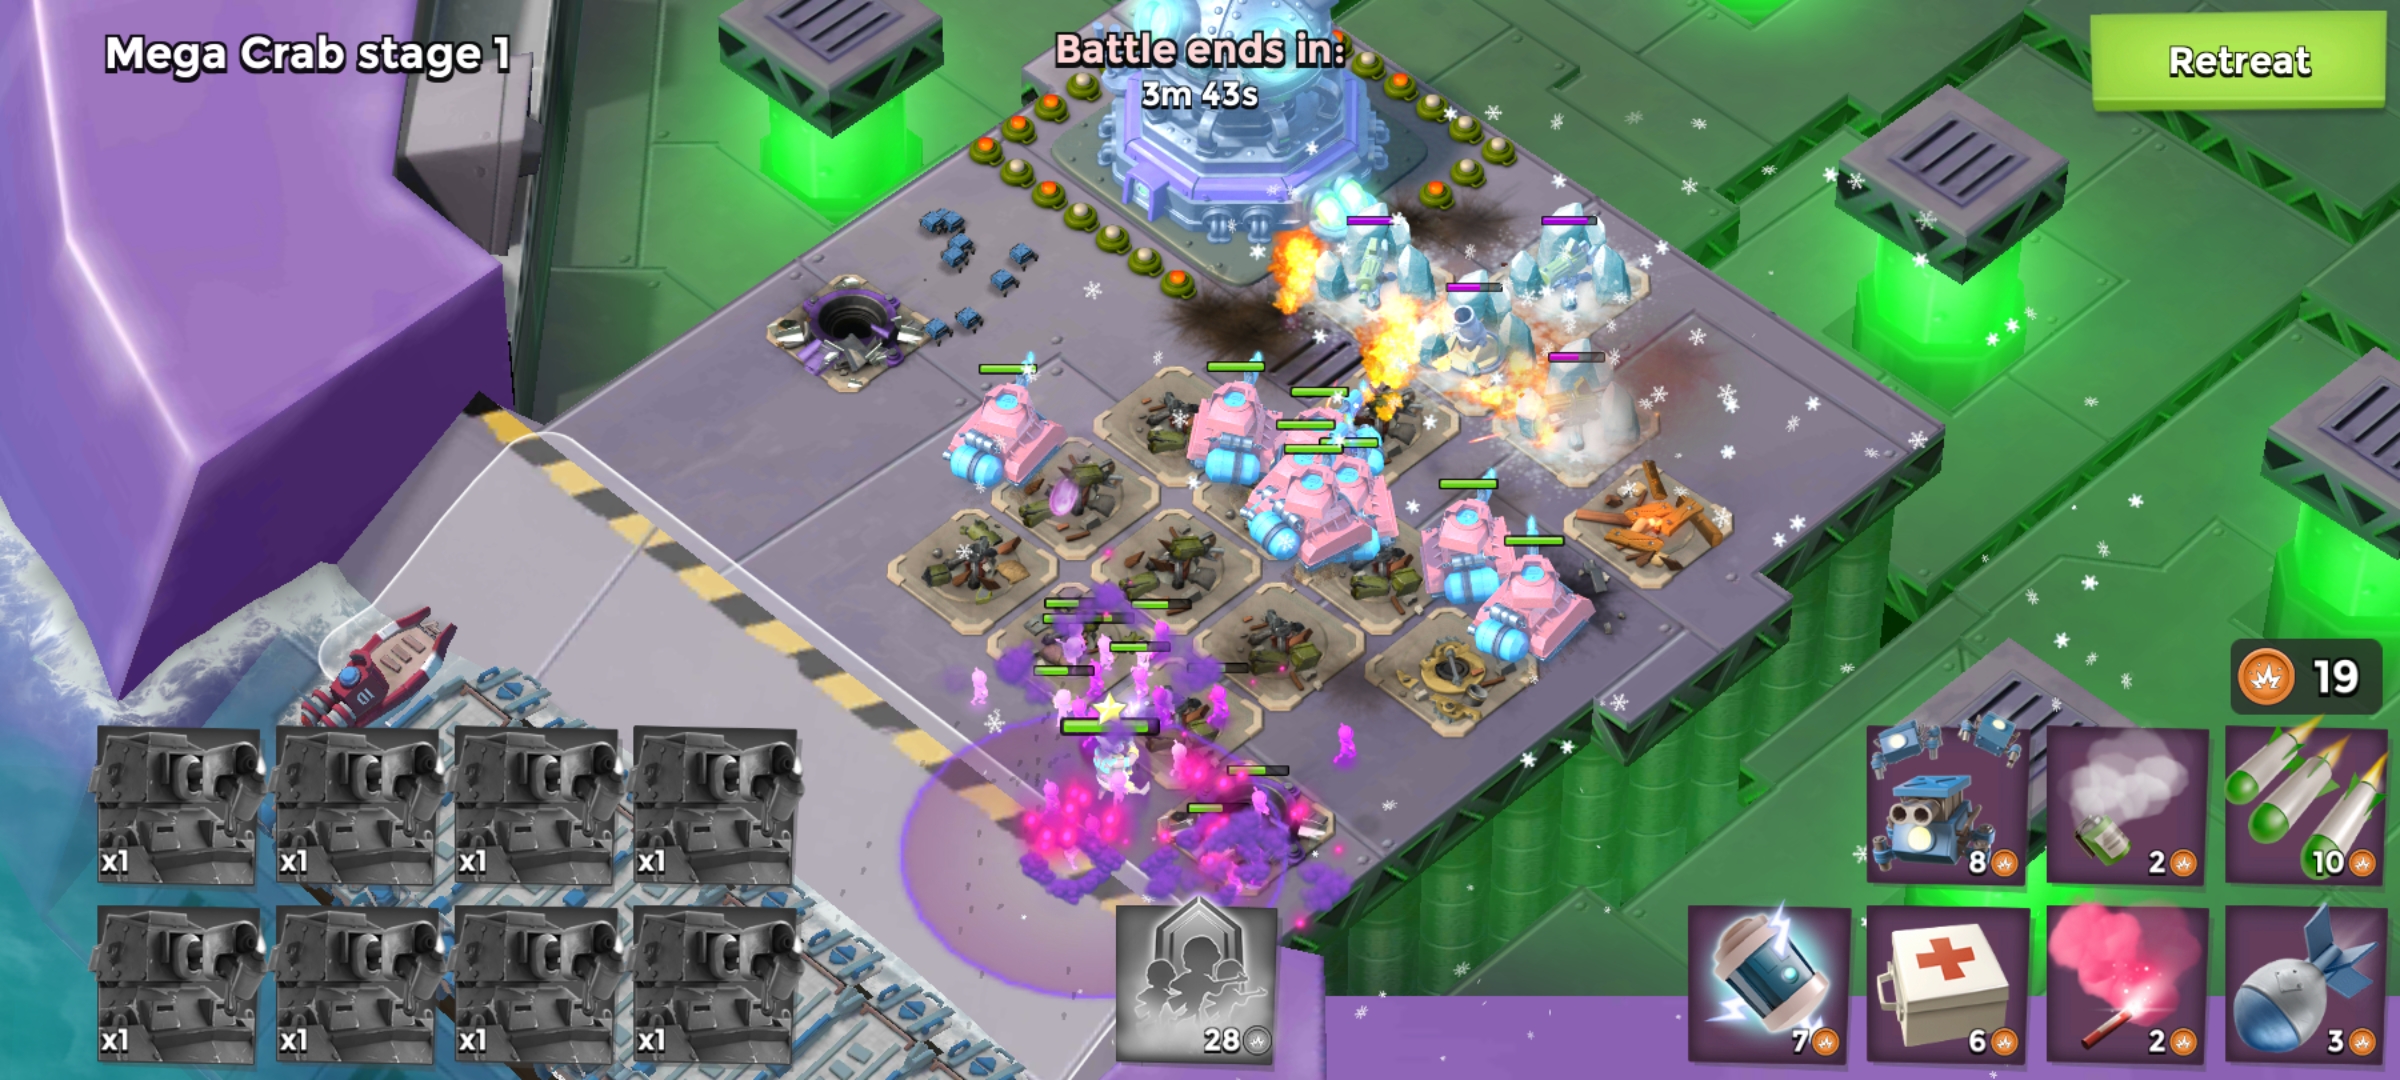 Mega Crab stage 1
Battle ends in:
3m 43s
Retreat
19
8
2
10
x1
x1
x1
x1
x1
x1
x1
x1
28
7
6
2
3